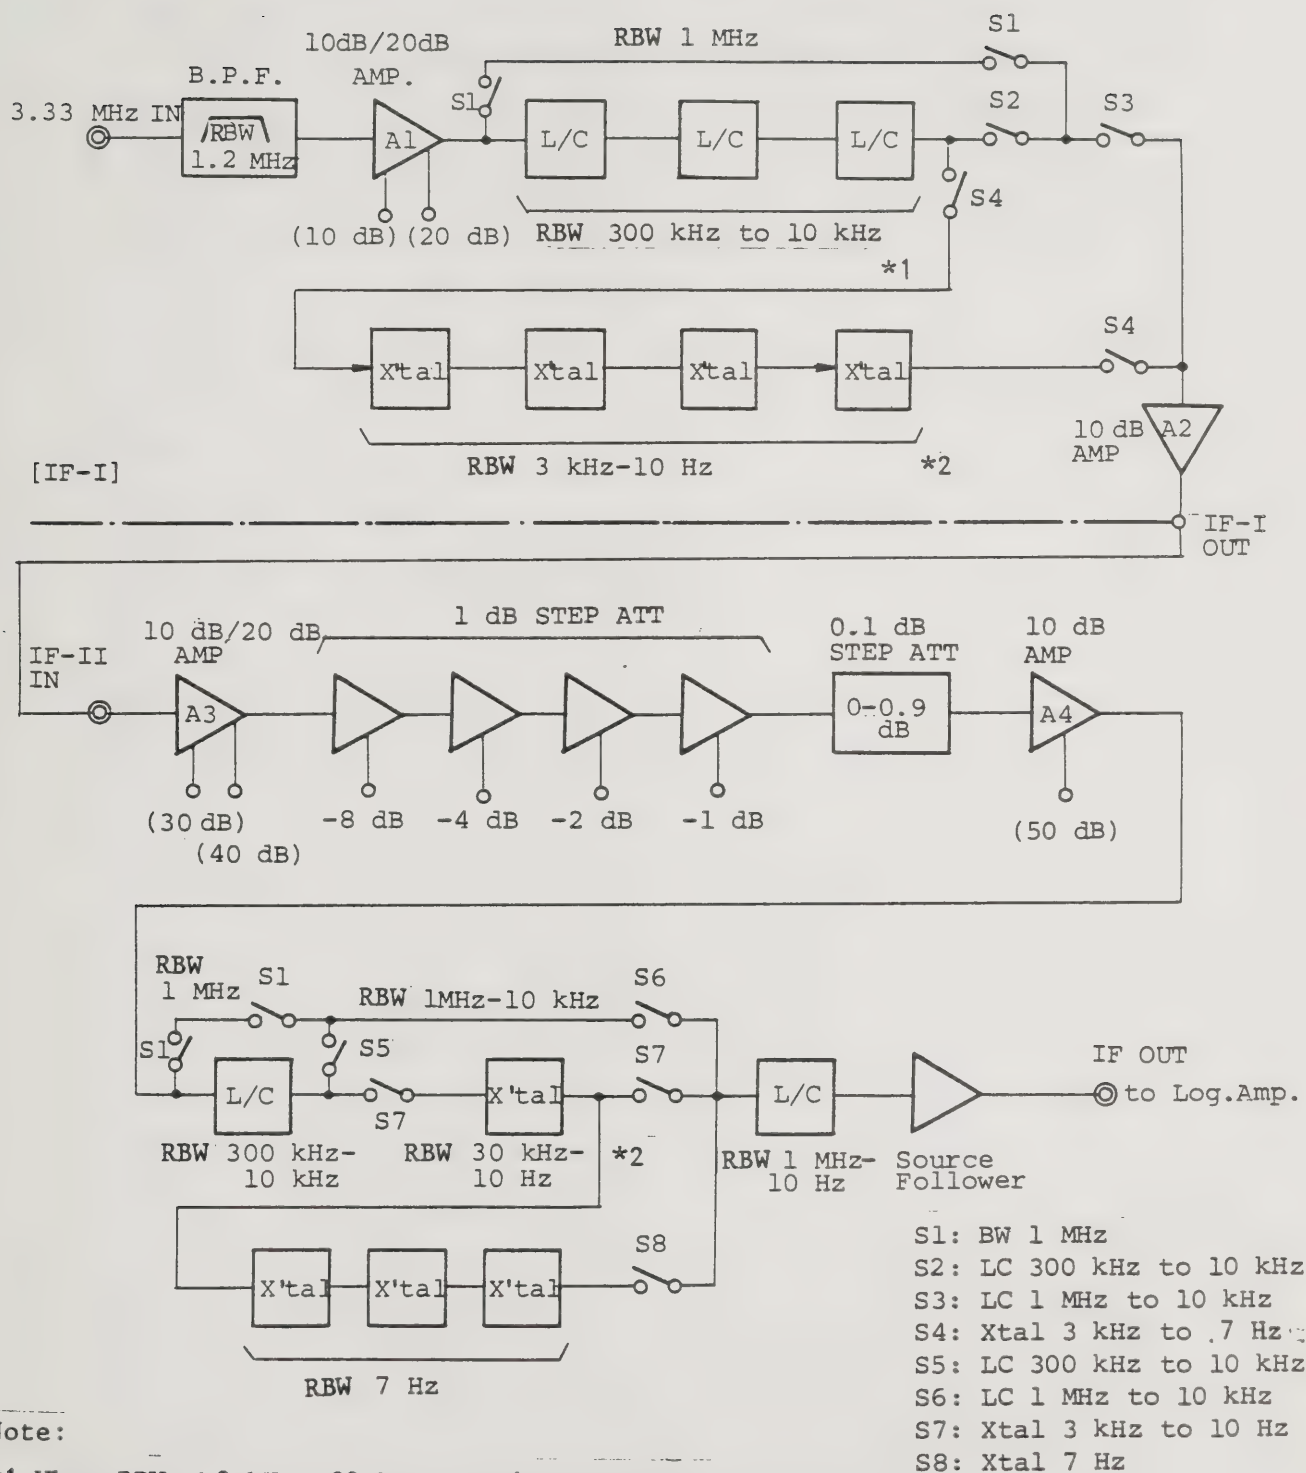 RBW 1 MHz
S1
10dB/20dB
AMP.
B.P.F.
3.33 MHz IN
RBW
1.2 MHz
A1
S1
L/C
L/C
L/C
S2
S3
S4
(10 dB) (20 dB)
RBW 300 kHz to 10 kHz
*1
X'tal
X'tal
X'tal
X'tal
S4
RBW 3 kHz-10 Hz
*2
10 dB
AMP
A2
[IF-I]
IF-I
OUT
IF-II
IN
10 dB/20 dB
AMP
A3
(30 dB)
(40 dB)
1 dB STEP ATT
-8 dB
-4 dB
-2 dB
-1 dB
0.1 dB
STEP ATT
0-0.9
dB
10 dB
AMP
A4
(50 dB)
RBW
1 MHz
S1
S1
RBW 1MHz-10 kHz
S6
S5
S7
S7
L/C
X'tal
L/C
IF OUT
to Log.Amp.
RBW 300 kHz-
10 kHz
RBW 30 kHz-
10 Hz
*2
RBW 1 MHz-
10 Hz
Source
Follower
X'tal
X'tal
X'tal
S8
RBW 7 Hz
S1: BW 1 MHz
S2: LC 300 kHz to 10 kHz
S3: LC 1 MHz to 10 kHz
S4: Xtal 3 kHz to 7 Hz
S5: LC 300 kHz to 10 kHz
S6: LC 1 MHz to 10 kHz
S7: Xtal 3 kHz to 10 Hz
S8: Xtal 7 Hz
ote: